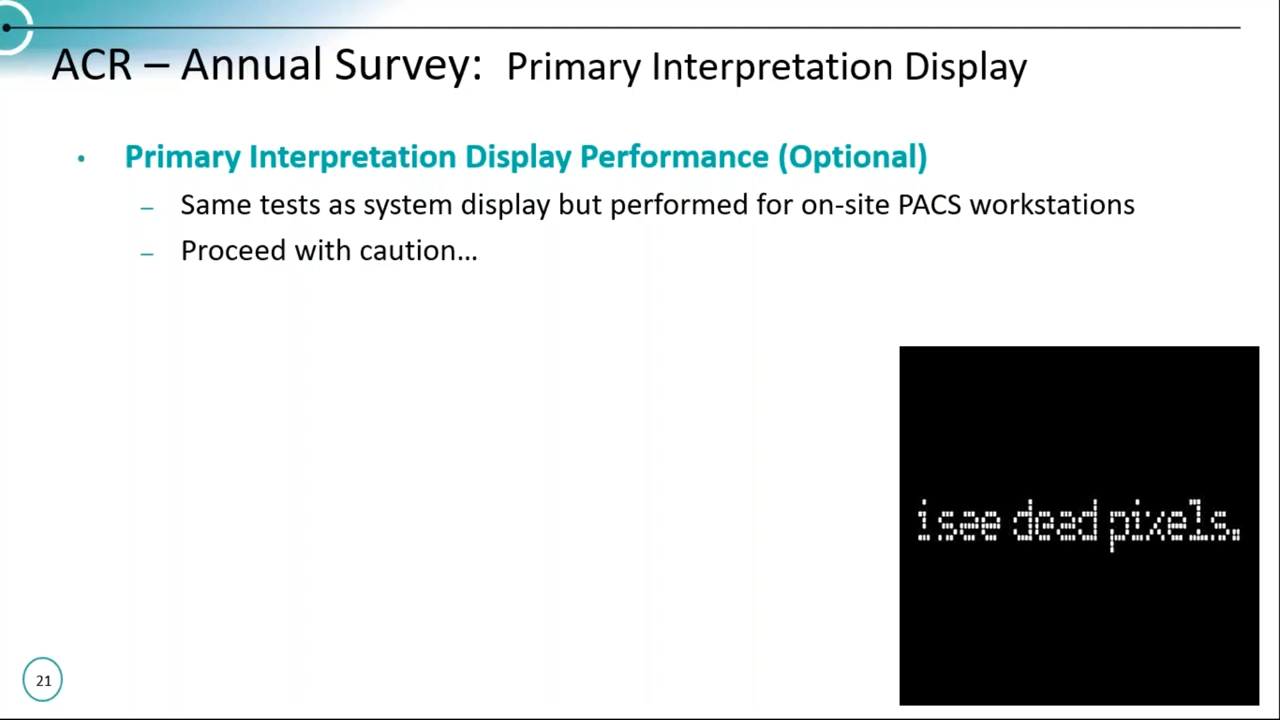 ACR – Annual Survey: Primary Interpretation Display
• Primary Interpretation Display Performance (Optional)
– Same tests as system display but performed for on-site PACS workstations
– Proceed with caution…
i see dead pixels.
21